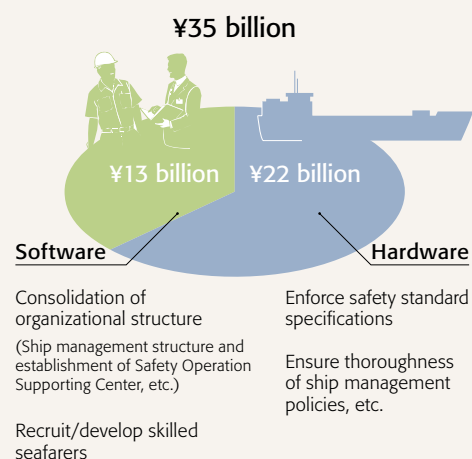 ¥35 billion
¥13 billion
¥22 billion
Software
Consolidation of
organizational structure
(Ship management structure and
establishment of Safety Operation
Supporting Center, etc.)
Recruit/develop skilled
seafarers
Hardware
Enforce safety standard
specifications
Ensure thoroughness
of ship management
policies, etc.